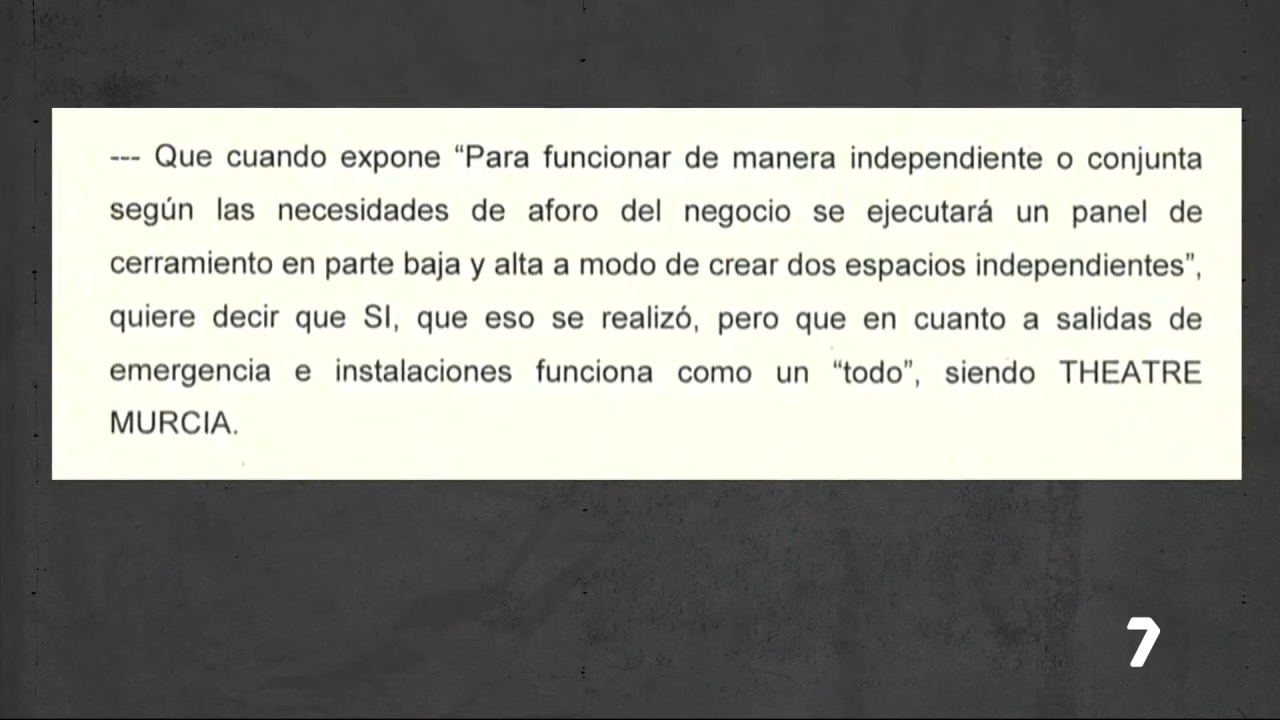 --- Que cuando expone “Para funcionar de manera independiente o conjunta
según las necesidades de aforo del negocio se ejecutará un panel de
cerramiento en parte baja y alta a modo de crear dos espacios independientes”,
quiere decir que SI, que eso se realizó, pero que en cuanto a salidas de
emergencia e instalaciones funciona como un “todo”, siendo THEATRE
MURCIA.
7